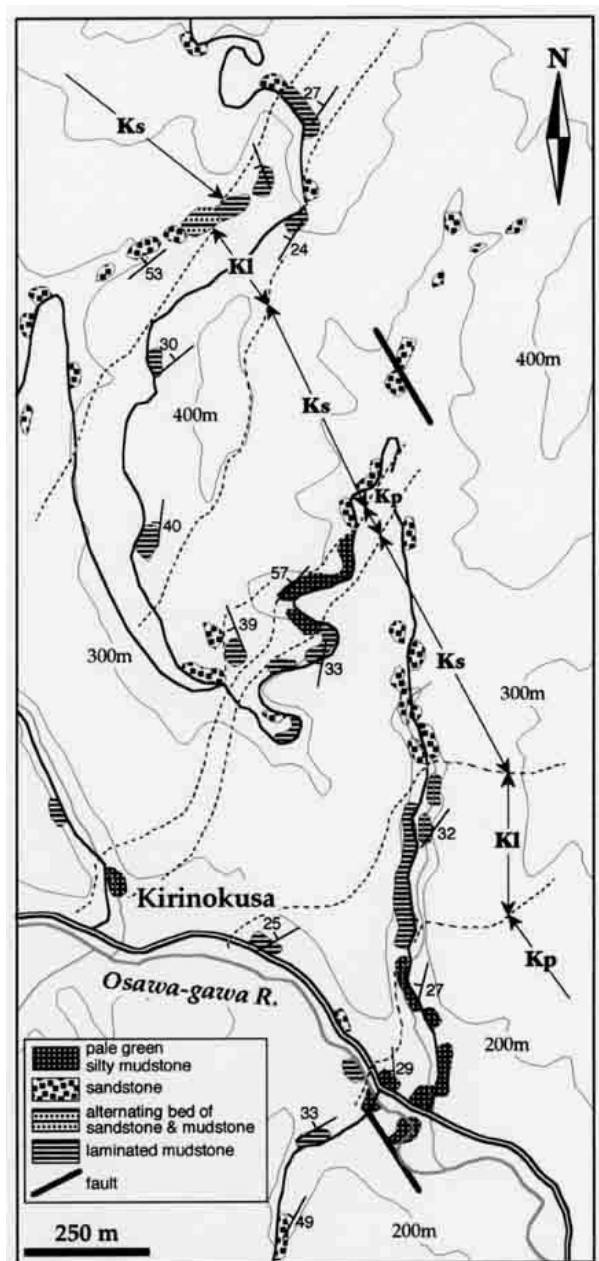 27
N
Ks
24
53
Kl
30
400m
400m
Ks
Kp
40
57
39
300m
33
Ks
300m
32
Kl
Kirinokusa
25
Kp
Osawa-gawa R.
27
200m
pale green
silty mudstone
29
sandstone
alternating bed of
sandstone & mudstone
33
laminated mudstone
fault
49
200m
250 m